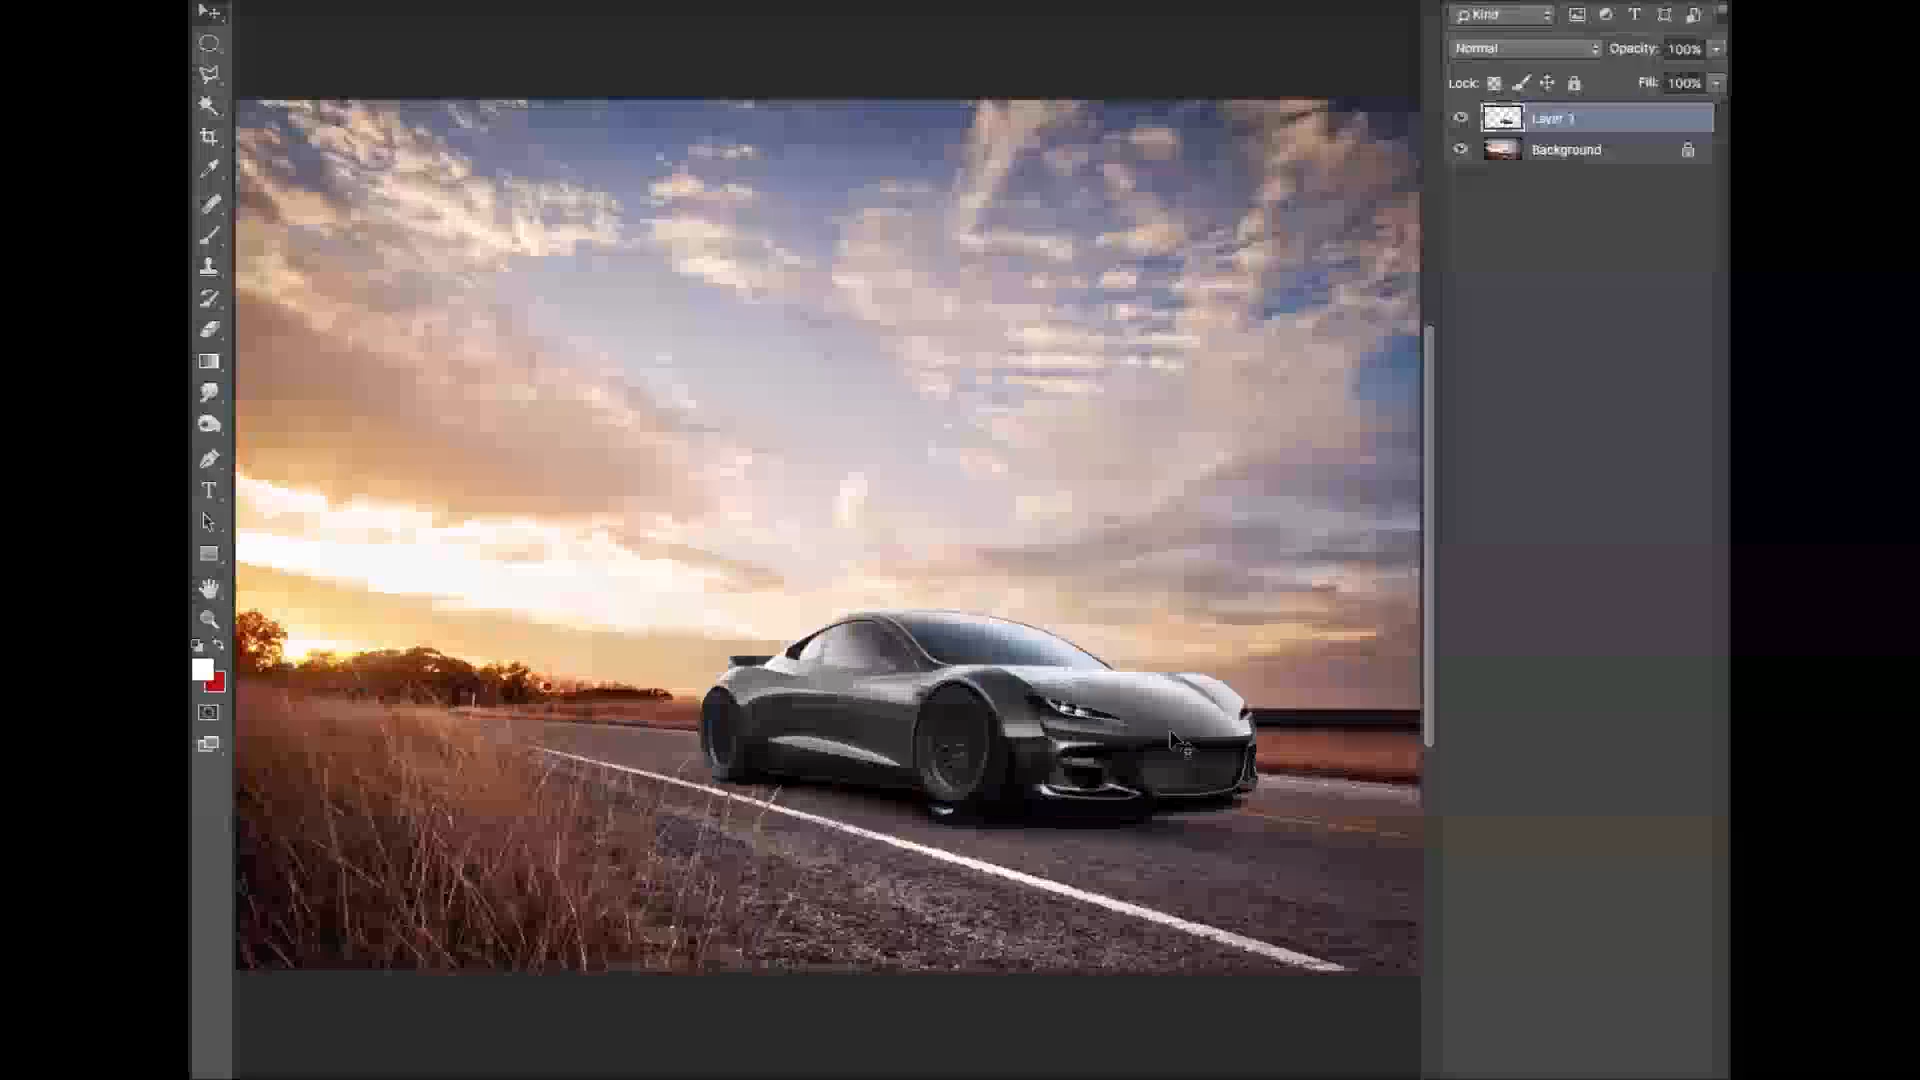 Kind
Normal Opacity: 100%
Lock: Fill: 100%
Layer 1
Background